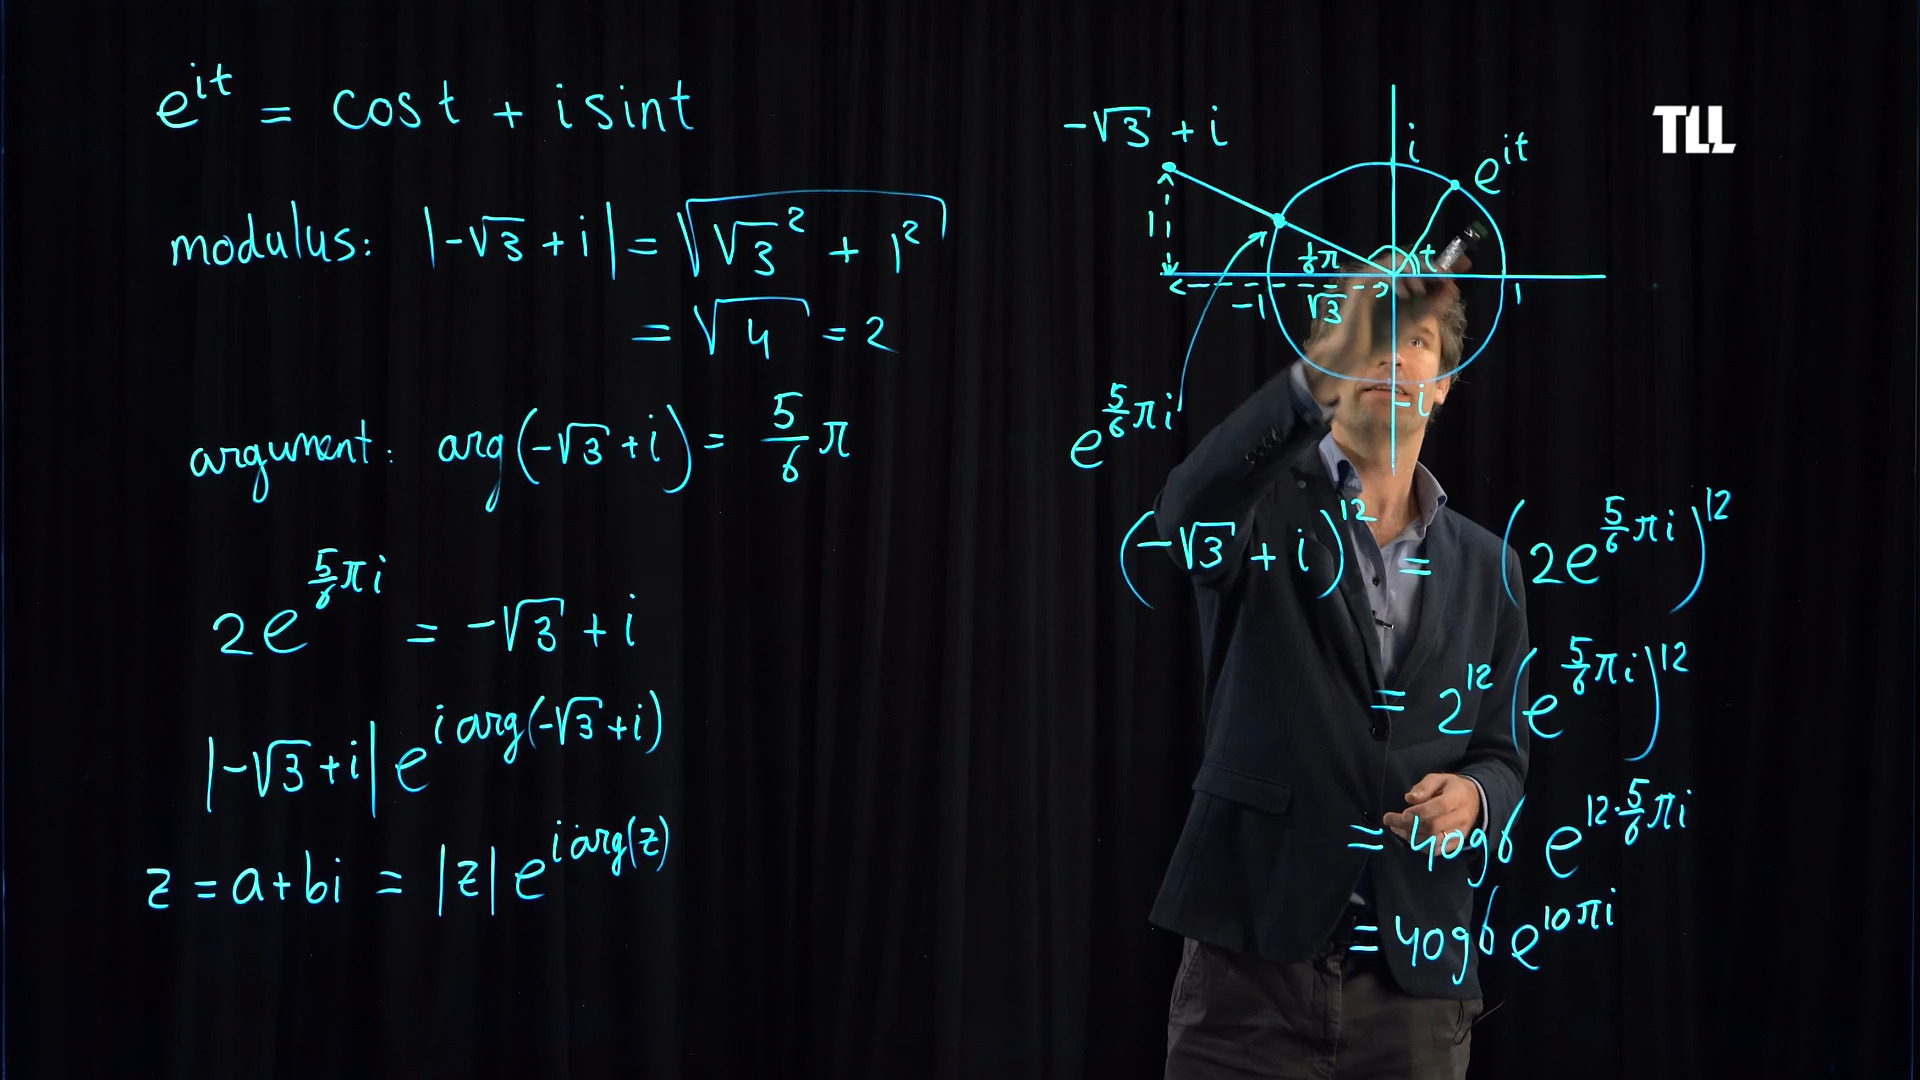 e^{it} = cos t + i sin t
modulus: |-√3 + i| = √(√3² + 1²)
= √4 = 2
argument: arg(-√3 + i) = 5/6 π
2e^{5/6 πi} = -√3 + i
|-√3 + i| e^{i arg(-√3 + i)}
z = a + bi = |z| e^{i arg(z)}
-√3 + i
i
e^{it}
1
1/6 π
t
-1
√3
1
-i
e^{5/6 πi}
(-√3 + i)^{12} = (2e^{5/6 πi})^{12}
= 2^{12} (e^{5/6 πi})^{12}
= 4096 e^{12·5/6 πi}
= 4096 e^{10πi}
TLL